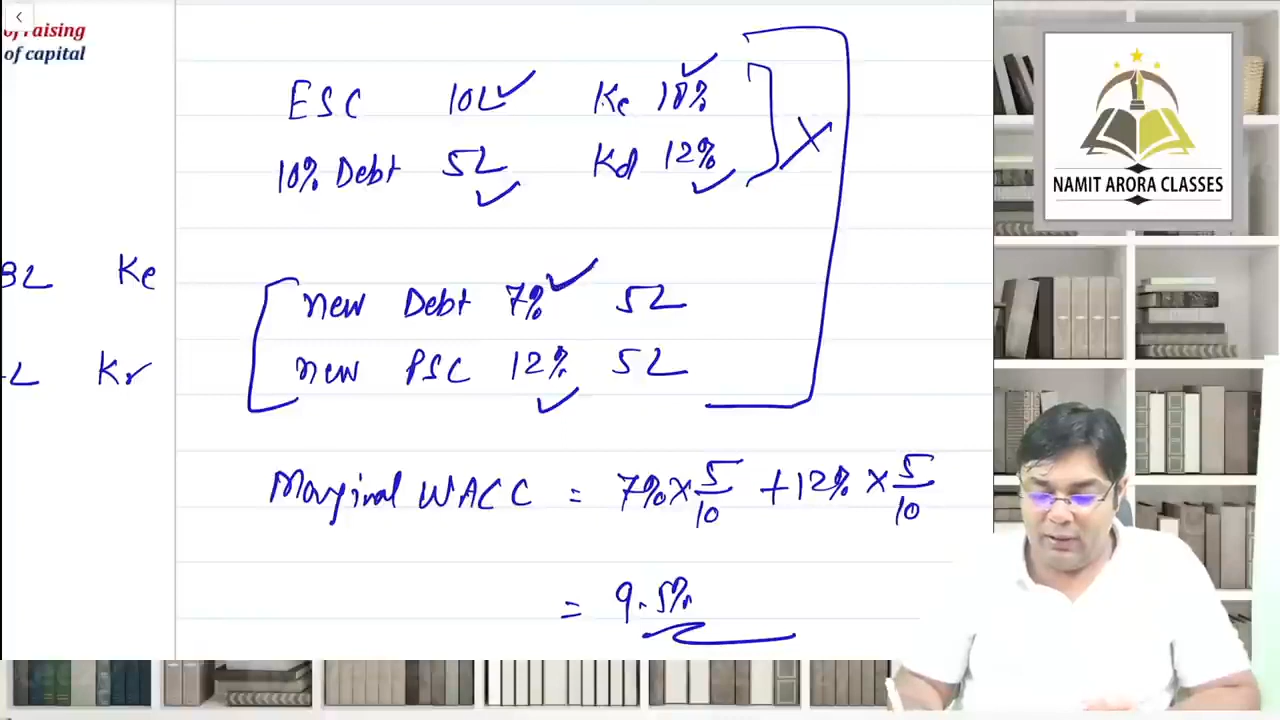 of raising
of capital
ESC 10L Ke 18%
10% Debt 5L Kd 12%
Ke
new Debt 7% 5L
Kr
new PSC 12% 5L
Marginal WACC = 7% × 5/10 + 12% × 5/10
= 9.5%
NAMIT ARORA CLASSES